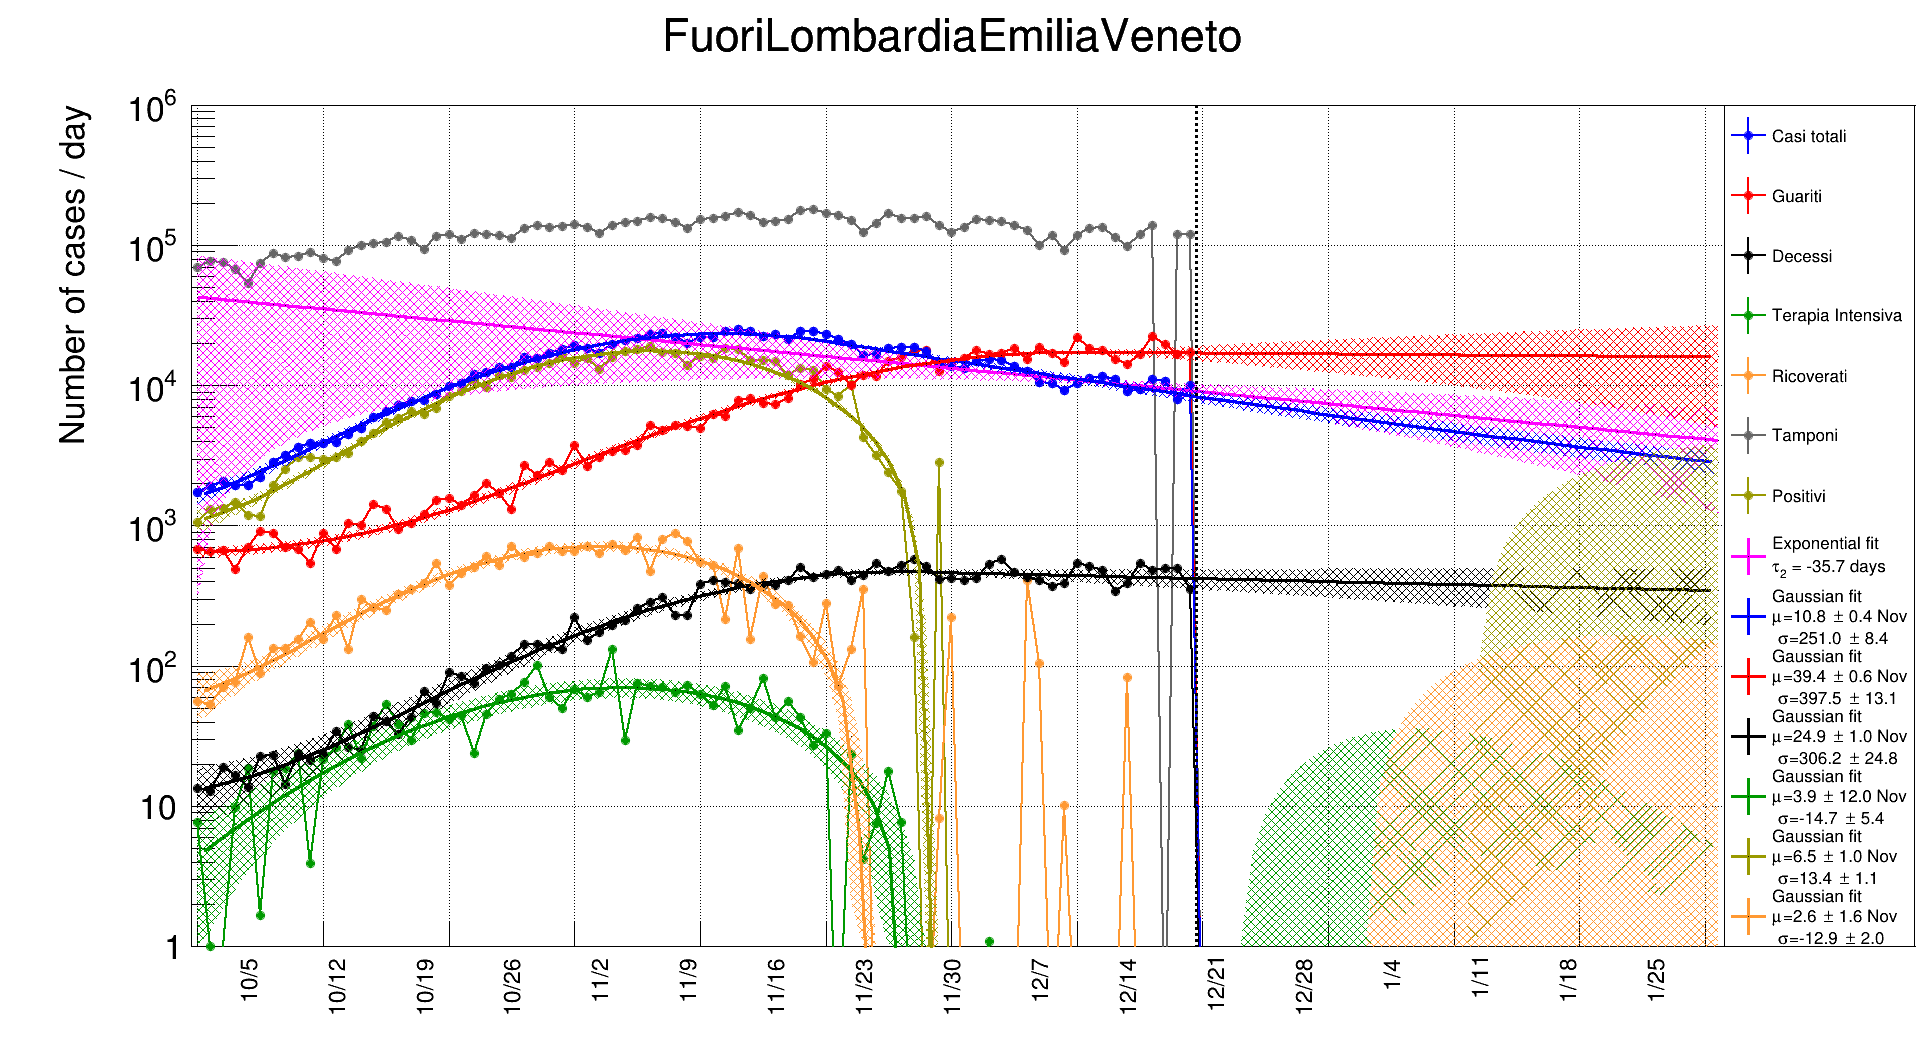 FuoriLombardiaEmiliaVeneto
Number of cases / day
10^6
10^5
10^4
10^3
10^2
10
1
10/5 10/12 10/19 10/26 11/2 11/9 11/16 11/23 11/30 12/7 12/14 12/21 12/28 1/4 1/11 1/18 1/25
Casi totali
Guariti
Decessi
Terapia Intensiva
Ricoverati
Tamponi
Positivi
Exponential fit
τ₂ = -35.7 days
Gaussian fit
μ=10.8 ± 0.4 Nov
σ=251.0 ± 8.4
Gaussian fit
μ=39.4 ± 0.6 Nov
σ=397.5 ± 13.1
Gaussian fit
μ=24.9 ± 1.0 Nov
σ=306.2 ± 24.8
Gaussian fit
μ=3.9 ± 12.0 Nov
σ=-14.7 ± 5.4
Gaussian fit
μ=6.5 ± 1.0 Nov
σ=13.4 ± 1.1
Gaussian fit
μ=2.6 ± 1.6 Nov
σ=-12.9 ± 2.0